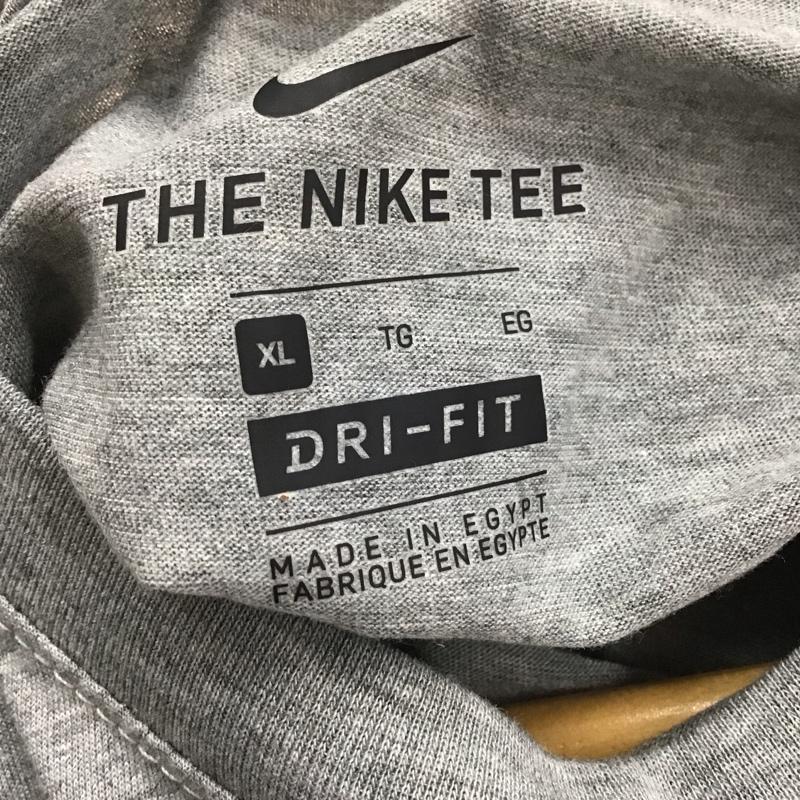 THE NIKE TEE
XL TG EG
DRI-FIT
MADE IN EGYPT
FABRIQUE EN EGYPTE